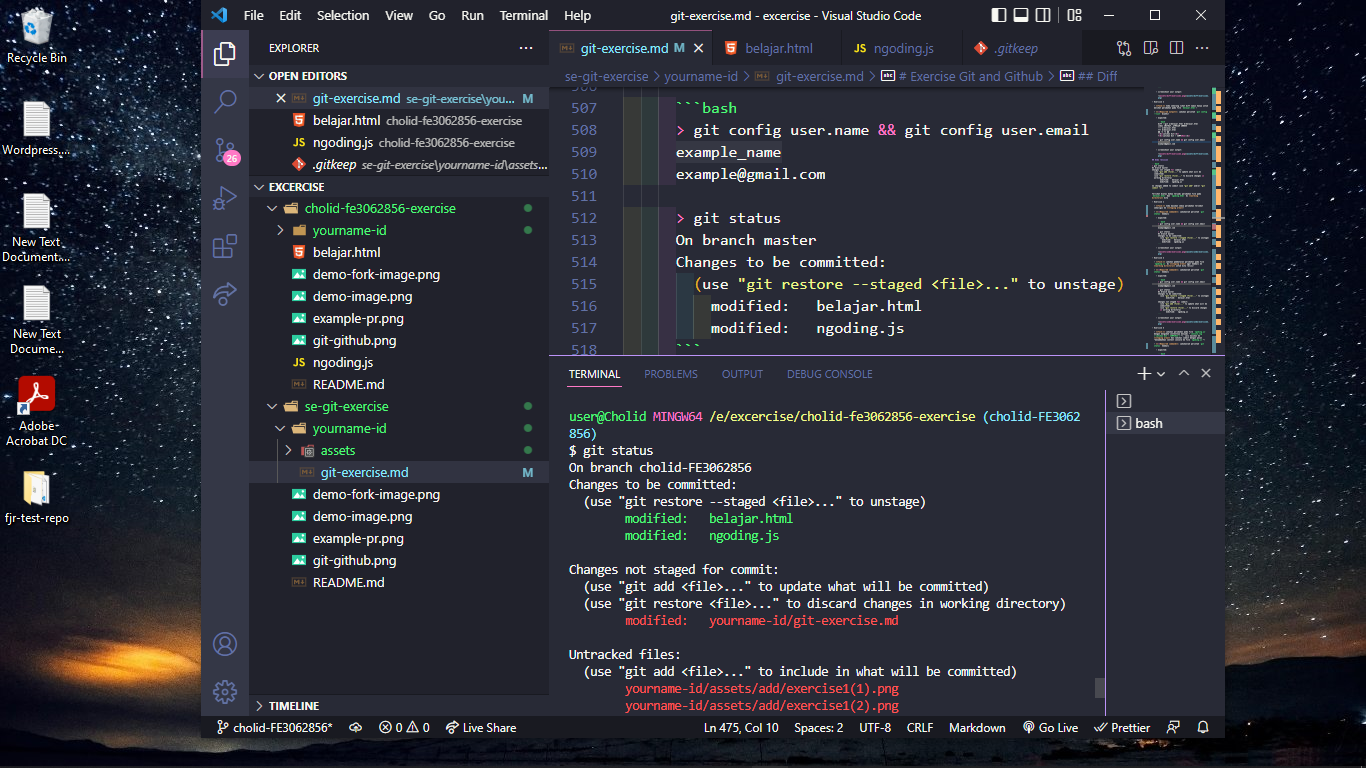 Recycle Bin
Wordpress....
New Text
Document...
New Text
Docume...
Adobe
Acrobat DC
fjr-test-repo
File Edit Selection View Go Run Terminal Help
git-exercise.md - excercise - Visual Studio Code
EXPLORER
OPEN EDITORS
git-exercise.md se-git-exercise\you... M
belajar.html cholid-fe3062856-exercise
JS ngoding.js cholid-fe3062856-exercise
.gitkeep se-git-exercise\yourname-id\assets...
26
EXCERCISE
cholid-fe3062856-exercise
yourname-id
belajar.html
demo-fork-image.png
demo-image.png
example-pr.png
git-github.png
JS ngoding.js
README.md
se-git-exercise
yourname-id
assets
git-exercise.md M
demo-fork-image.png
demo-image.png
example-pr.png
git-github.png
README.md
TIMELINE
git-exercise.md M
belajar.html
JS ngoding.js
.gitkeep
se-git-exercise > yourname-id > git-exercise.md > # Exercise Git and Github > ## Diff
507 ```bash
508 > git config user.name && git config user.email
509 example_name
510 example@gmail.com
511
512 > git status
513 On branch master
514 Changes to be committed:
515 (use "git restore --staged <file>..." to unstage)
516 modified: belajar.html
517 modified: ngoding.js
518 ```
TERMINAL PROBLEMS OUTPUT DEBUG CONSOLE
bash
user@Cholid MINGW64 /e/excercise/cholid-fe3062856-exercise (cholid-FE3062
856)
$ git status
On branch cholid-FE3062856
Changes to be committed:
(use "git restore --staged <file>..." to unstage)
modified: belajar.html
modified: ngoding.js
Changes not staged for commit:
(use "git add <file>..." to update what will be committed)
(use "git restore <file>..." to discard changes in working directory)
modified: yourname-id/git-exercise.md
Untracked files:
(use "git add <file>..." to include in what will be committed)
yourname-id/assets/add/exercise1(1).png
yourname-id/assets/add/exercise1(2).png
cholid-FE3062856* 0 0 Live Share Ln 475, Col 10 Spaces: 2 UTF-8 CRLF Markdown Go Live Prettier